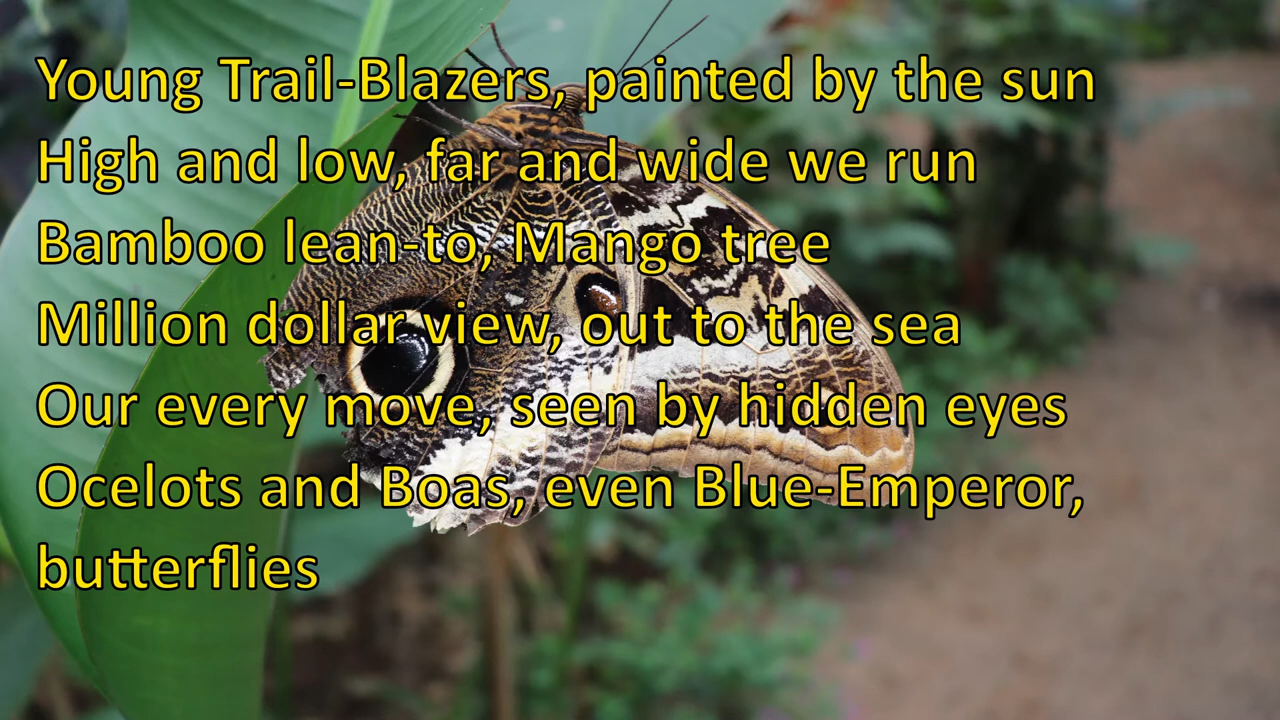 Young Trail-Blazers, painted by the sun
High and low, far and wide we run
Bamboo lean-to, Mango tree
Million dollar view, out to the sea
Our every move, seen by hidden eyes
Ocelots and Boas, even Blue-Emperor,
butterflies